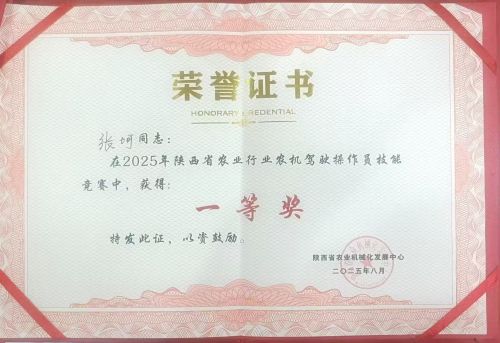 荣誉证书
HONORARY CREDENTIAL
张坷同志：
在2025年陕西省农业行业农机驾驶操作员技能
竞赛中，获得：
一等奖
特发此证，以资鼓励。
陕西省农业机械化发展中心
二〇二五年八月